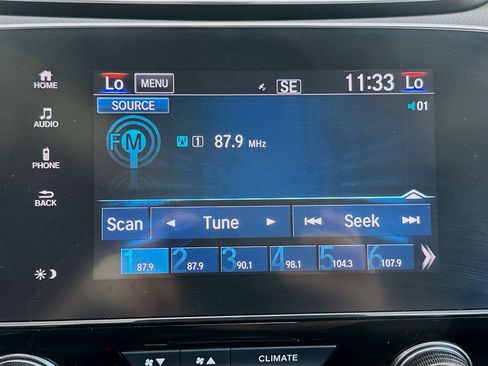 HOME
AUDIO
PHONE
BACK
Lo MENU SE 11:33 Lo
SOURCE 01
FM 1 87.9 MHz
Scan Tune Seek
1 87.9 2 87.9 3 90.1 4 98.1 5 104.3 6 107.9
CLIMATE